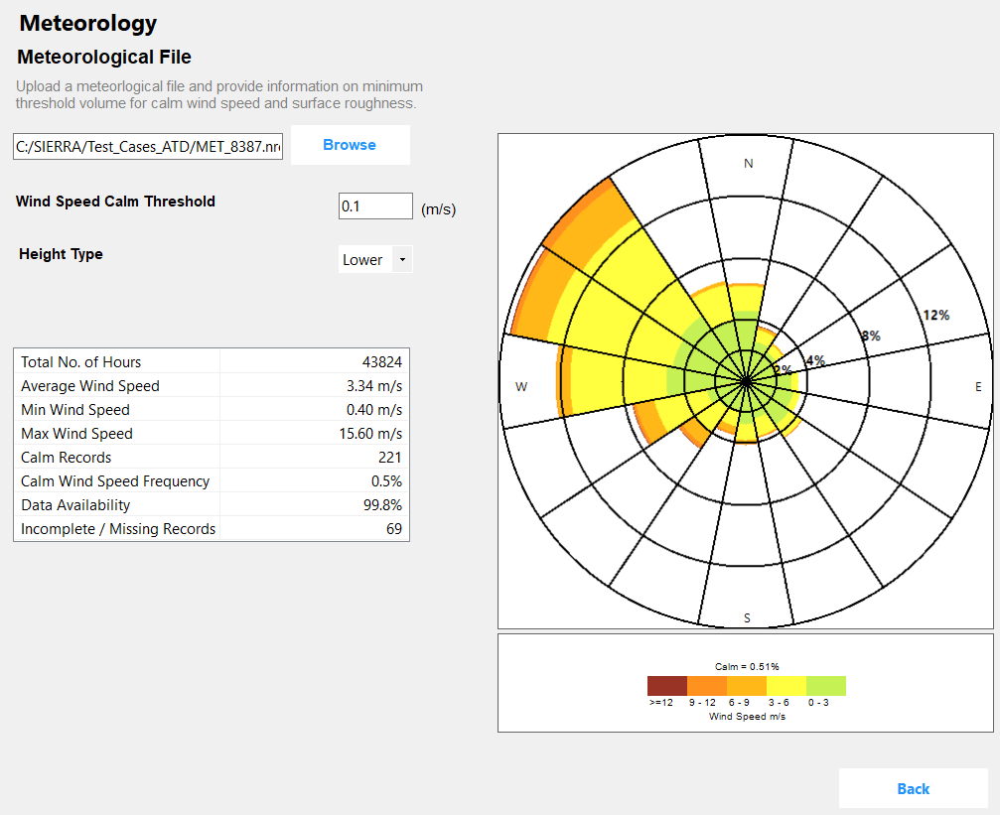 Meteorology
Meteorological File
Upload a meteorlogical file and provide information on minimum
threshold volume for calm wind speed and surface roughness.
C:/SIERRA/Test_Cases_ATD/MET_8387.nr
Browse
Wind Speed Calm Threshold
0.1
(m/s)
Height Type
Lower
Total No. of Hours 43824
Average Wind Speed 3.34 m/s
Min Wind Speed 0.40 m/s
Max Wind Speed 15.60 m/s
Calm Records 221
Calm Wind Speed Frequency 0.5%
Data Availability 99.8%
Incomplete / Missing Records 69
N
12%
8%
4%
2%
W
E
S
Calm = 0.51%
>=12 9 - 12 6 - 9 3 - 6 0 - 3
Wind Speed m/s
Back